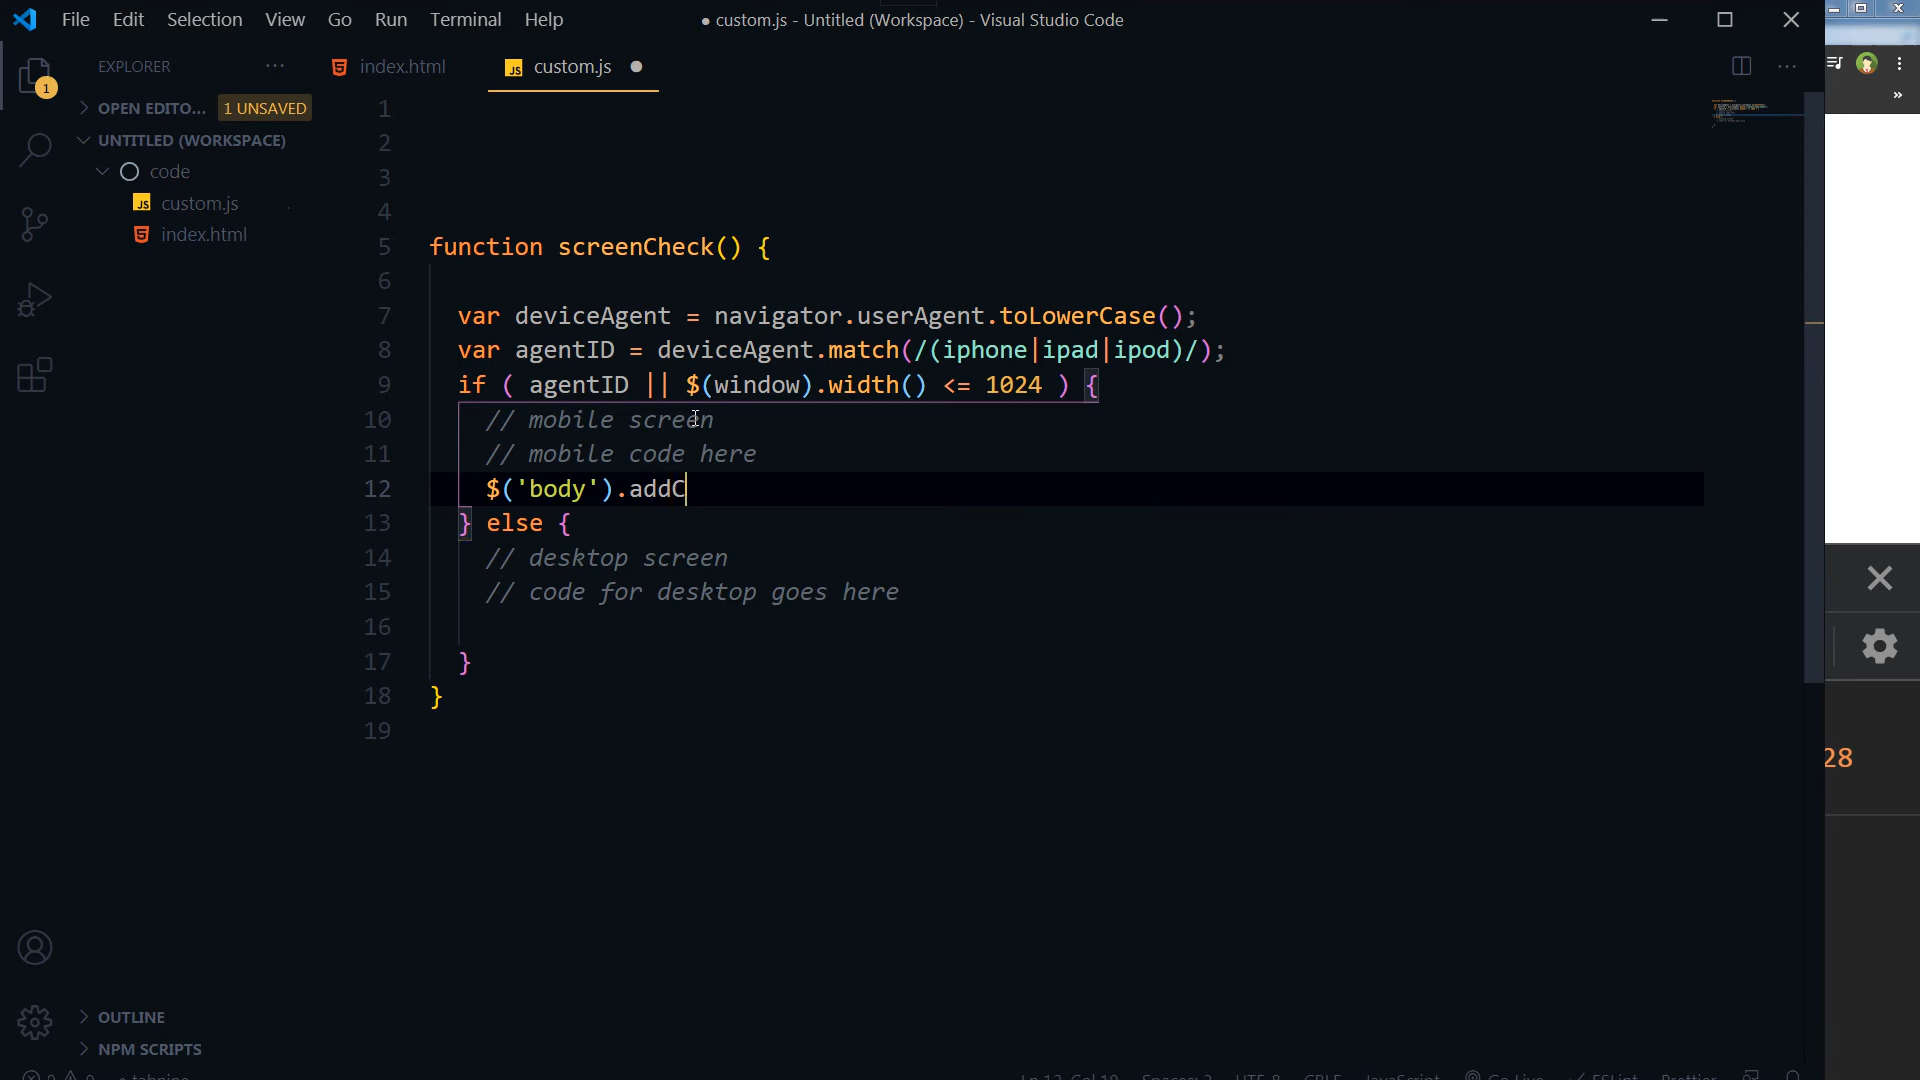 File Edit Selection View Go Run Terminal Help
● custom.js - Untitled (Workspace) - Visual Studio Code
EXPLORER
index.html
custom.js
1
OPEN EDITO... 1 UNSAVED
UNTITLED (WORKSPACE)
code
custom.js
index.html
1
2
3
4
5 function screenCheck() {
6
7 var deviceAgent = navigator.userAgent.toLowerCase();
8 var agentID = deviceAgent.match(/(iphone|ipad|ipod)/);
9 if ( agentID || $(window).width() <= 1024 ) {
10 // mobile screen
11 // mobile code here
12 $('body').addC
13 } else {
14 // desktop screen
15 // code for desktop goes here
16
17 }
18 }
19
28
OUTLINE
NPM SCRIPTS